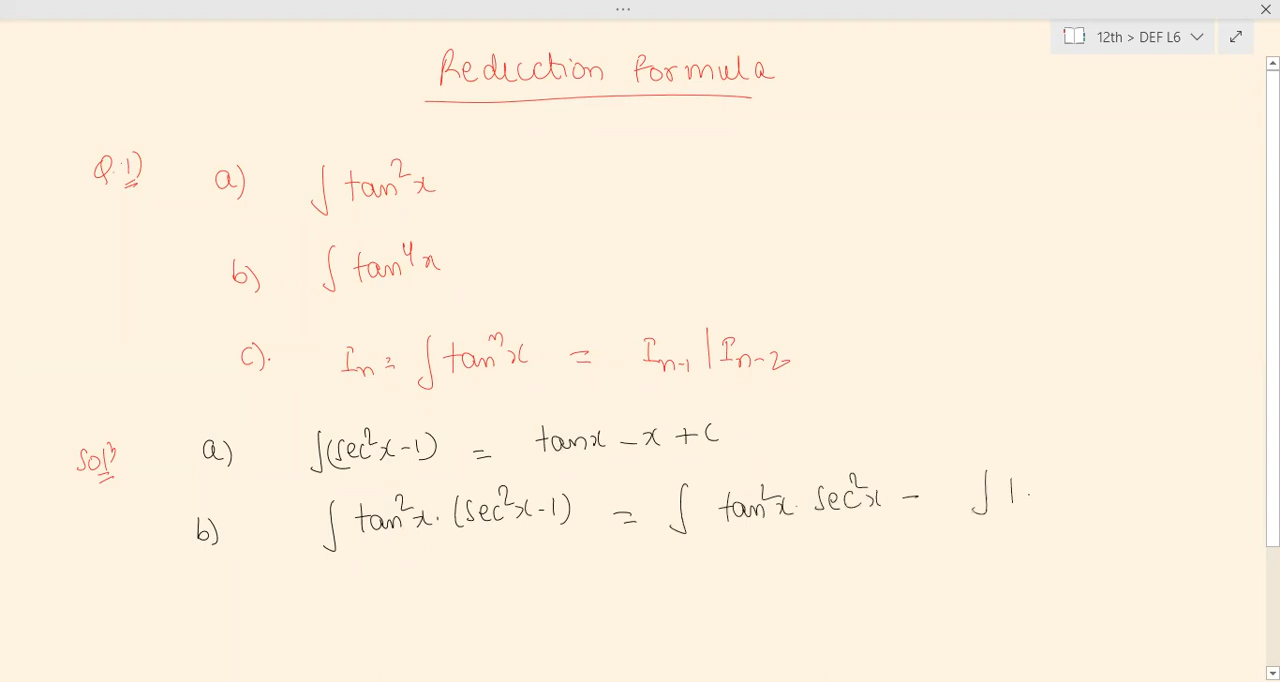 ...
12th > DEF L6
Reduction formula
Q.1) a) ∫ tan²x
b) ∫ tan⁴x
c). Iₙ = ∫ tanⁿx = Iₙ₋₁ | Iₙ₋₂
Solⁿ a) ∫(sec²x-1) = tanx - x + C
b) ∫ tan²x. (sec²x-1) = ∫ tan²x. sec²x - ∫ 1.